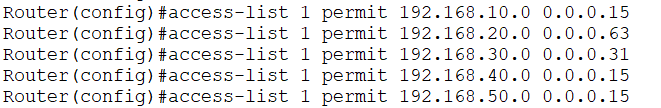 Router(config)#access-list 1 permit 192.168.10.0 0.0.0.15
Router(config)#access-list 1 permit 192.168.20.0 0.0.0.63
Router(config)#access-list 1 permit 192.168.30.0 0.0.0.31
Router(config)#access-list 1 permit 192.168.40.0 0.0.0.15
Router(config)#access-list 1 permit 192.168.50.0 0.0.0.15